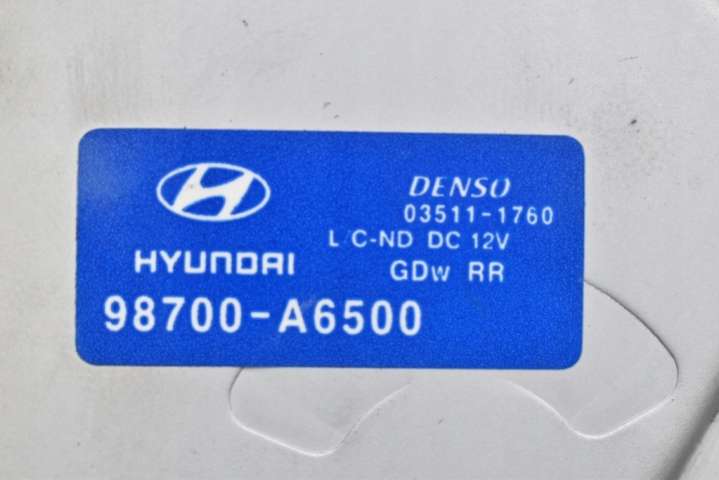 DENSO
03511-1760
L/C-ND DC 12V
HYUNDAI
GDw RR
98700-A6500